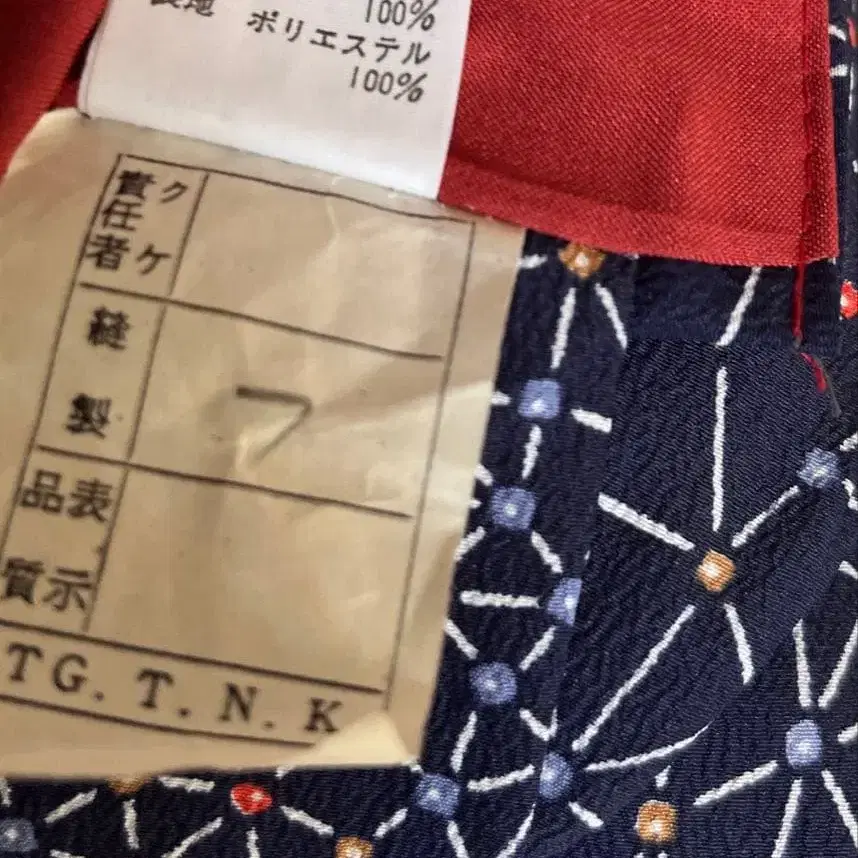 表地 100%
ポリエステル
100%
クケ
責任者
縫製
フ
品質
表示
TG. T. N. K